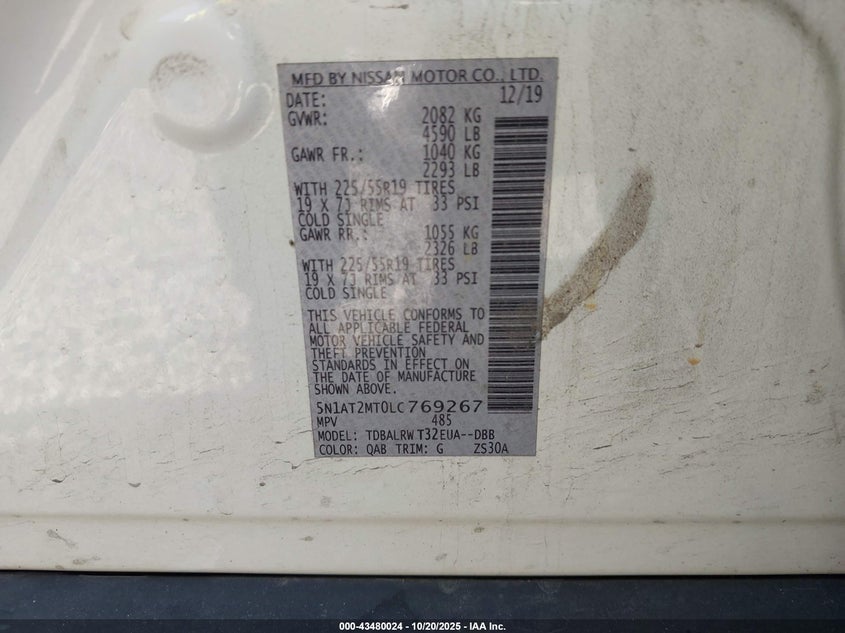 MFD BY NISSAN MOTOR CO., LTD.
DATE: 12/19
GVWR: 2082 KG
4590 LB
GAWR FR.: 1040 KG
2293 LB
WITH 225/55R19 TIRES
19 X 7J RIMS AT 33 PSI
COLD SINGLE
GAWR RR.: 1055 KG
2326 LB
WITH 225/55R19 TIRES
19 X 7J RIMS AT 33 PSI
COLD SINGLE
THIS VEHICLE CONFORMS TO
ALL APPLICABLE FEDERAL
MOTOR VEHICLE SAFETY AND
THEFT PREVENTION
STANDARDS IN EFFECT ON
THE DATE OF MANUFACTURE
SHOWN ABOVE.
5N1AT2MT0LC769267
MPV 485
MODEL: TDBALRW T32EUA--DBB
COLOR: QAB TRIM: G ZS30A
000-43480024 - 10/20/2025 - IAA Inc.